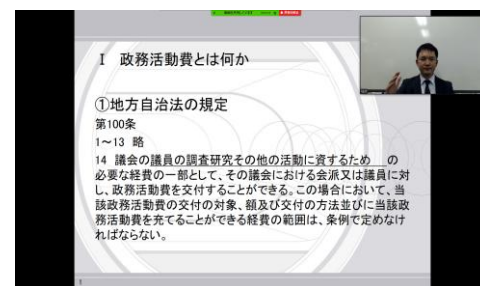 Ⅰ 政務活動費とは何か
①地方自治法の規定
第100条
1～13 略
14 議会の議員の調査研究その他の活動に資するため の
必要な経費の一部として、その議会における会派又は議員に対
し、政務活動費を交付することができる。この場合において、当
該政務活動費の交付の対象、額及び交付の方法並びに当該政
務活動費を充てることができる経費の範囲は、条例で定めなけ
ればならない。